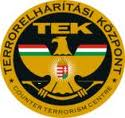 TERRORELHÁRÍTÁSI KÖZPONT
TEK
COUNTER TERRORISM CENTRE